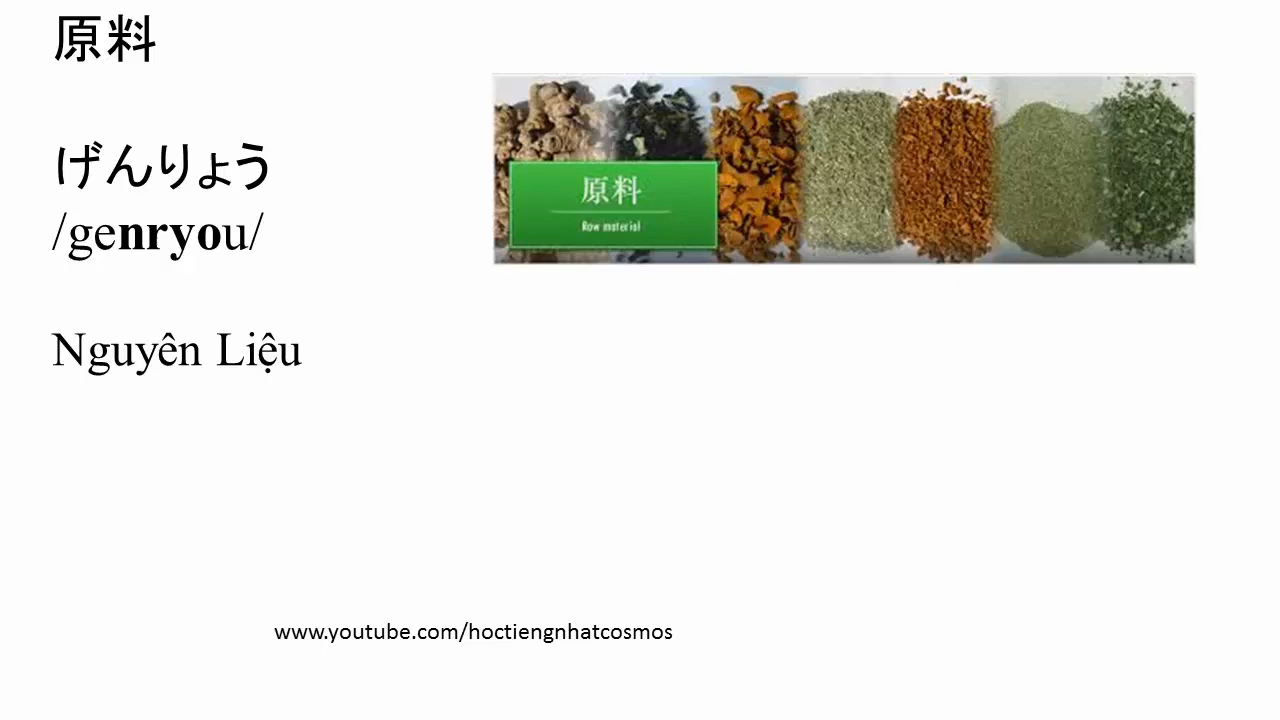 原料
げんりょう
/genryou/
Nguyên Liệu
原料
Raw material
www.youtube.com/hoctiengnhatcosmos